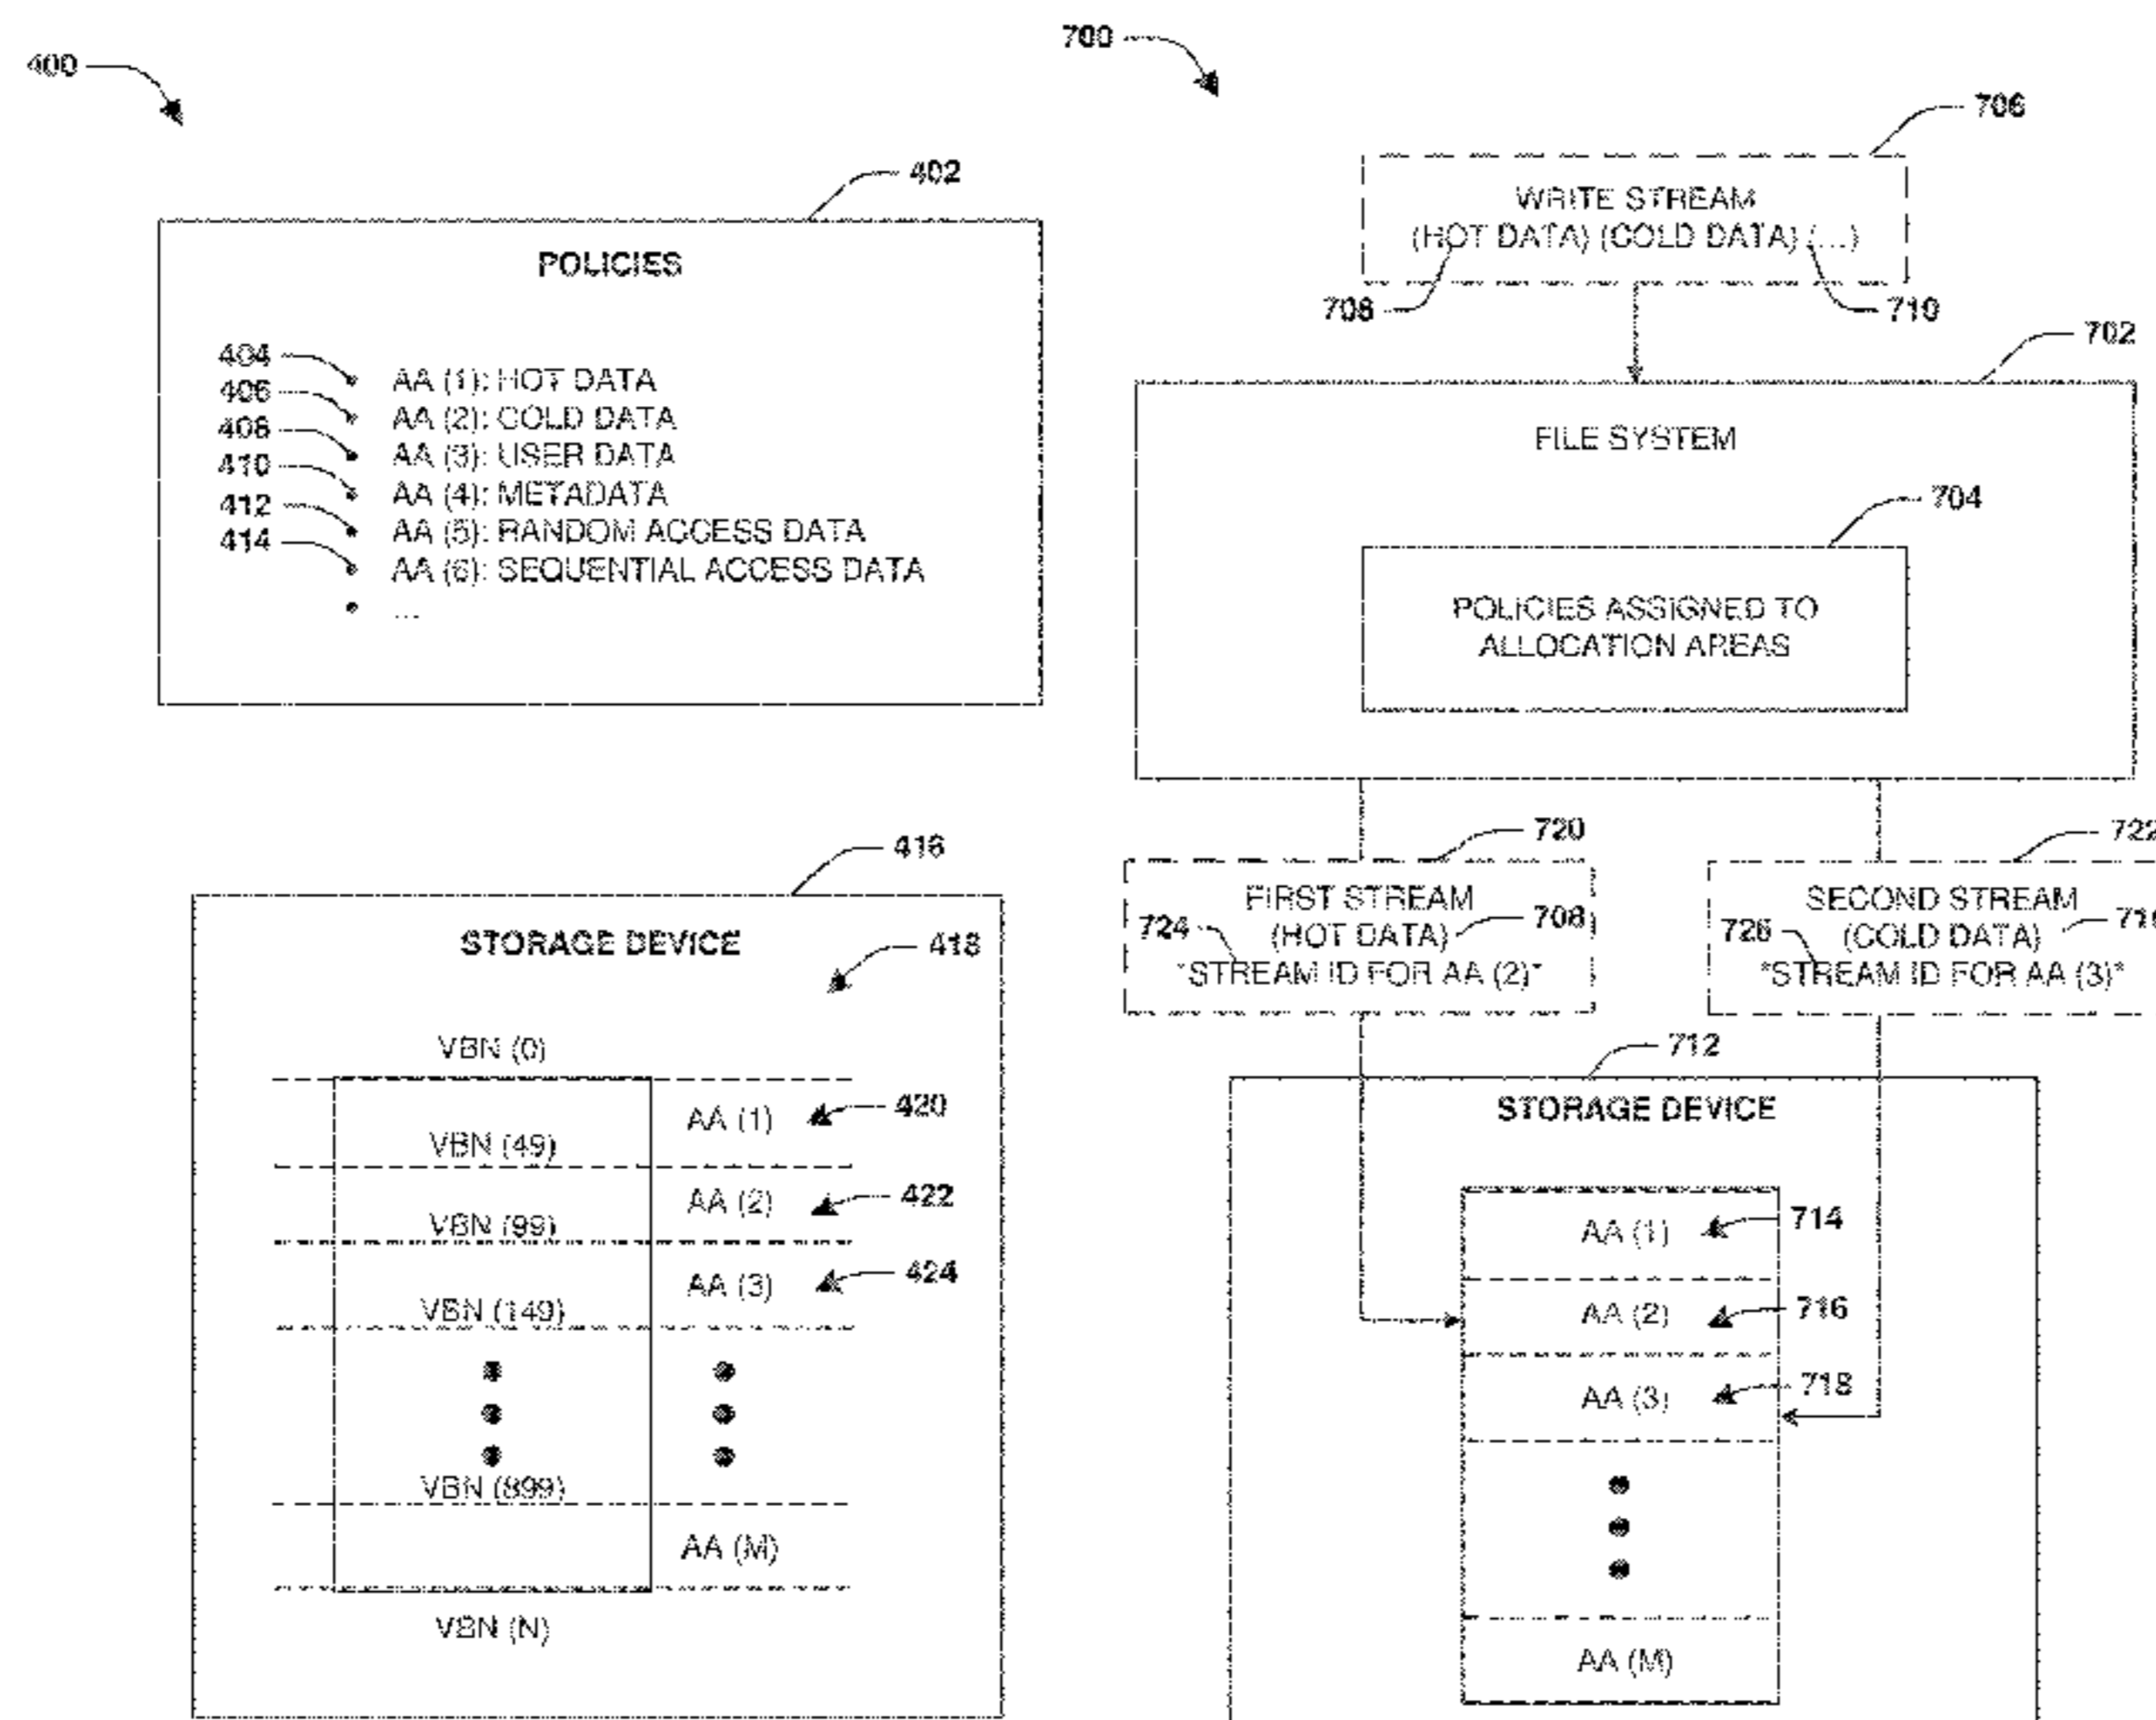 400
402
POLICIES
404
AA (1): HOT DATA
406
AA (2): COLD DATA
408
AA (3): USER DATA
410
AA (4): METADATA
412
AA (5): RANDOM ACCESS DATA
414
AA (6): SEQUENTIAL ACCESS DATA
...
416
STORAGE DEVICE
418
VBN (0)
AA (1)
420
VBN (49)
AA (2)
422
VBN (99)
AA (3)
424
VBN (149)
VBN (899)
AA (M)
VBN (N)
700
706
WRITE STREAM
(HOT DATA) (COLD DATA) (...)
708
710
702
FILE SYSTEM
704
POLICIES ASSIGNED TO
ALLOCATION AREAS
720
FIRST STREAM
(HOT DATA)
708
724
"STREAM ID FOR AA (2)"
722
SECOND STREAM
(COLD DATA)
726
"STREAM ID FOR AA (3)"
712
STORAGE DEVICE
AA (1)
714
AA (2)
716
AA (3)
718
AA (M)